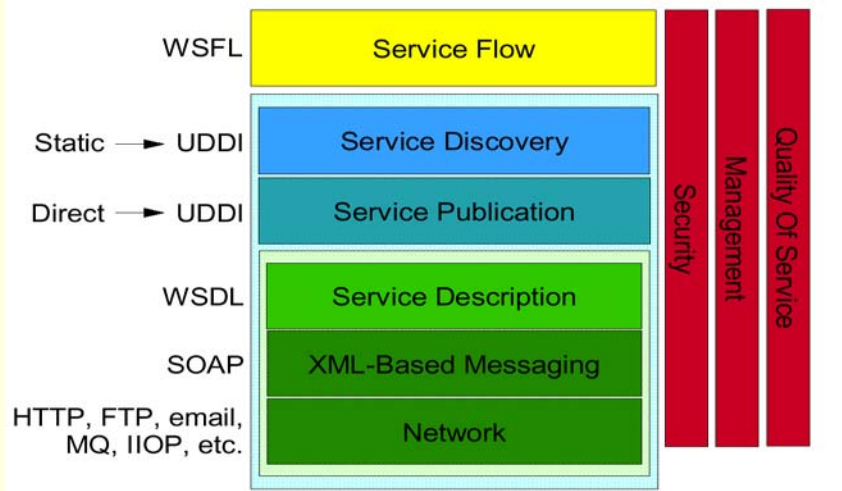 WSFL
Service Flow
Static
UDDI
Service Discovery
Direct
UDDI
Service Publication
WSDL
Service Description
SOAP
XML-Based Messaging
HTTP, FTP, email,
MQ, IIOP, etc.
Network
Security
Management
Quality Of Service